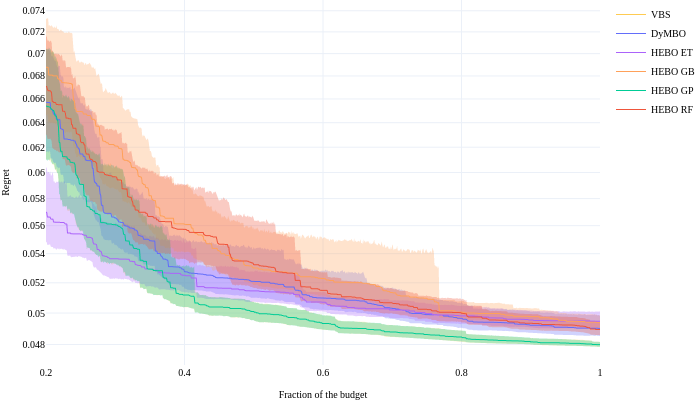 0.074
0.072
0.07
0.068
0.066
0.064
0.062
0.06
0.058
0.056
0.054
0.052
0.05
0.048
Regret
0.2
0.4
0.6
0.8
1
Fraction of the budget
VBS
DyMBO
HEBO ET
HEBO GB
HEBO GP
HEBO RF